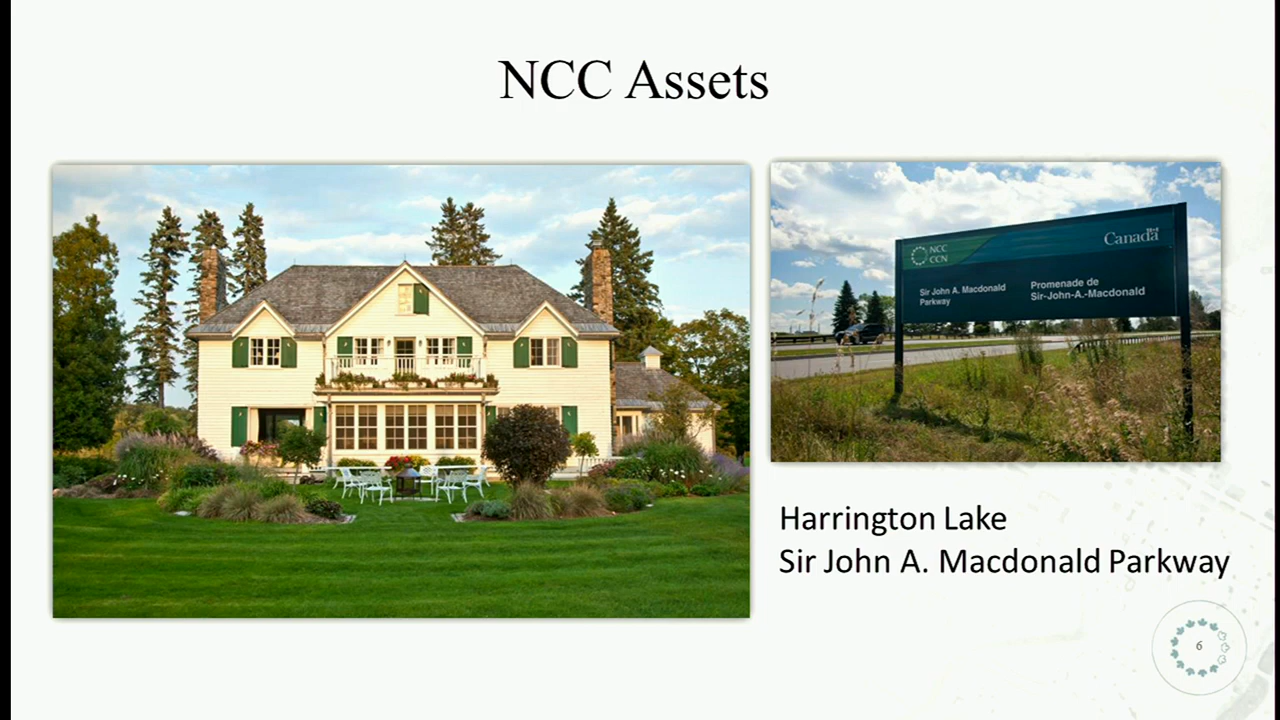 NCC Assets
NCC
CCN
Canada
Sir John A. Macdonald
Parkway
Promenade de
Sir-John-A.-Macdonald
Harrington Lake
Sir John A. Macdonald Parkway
6